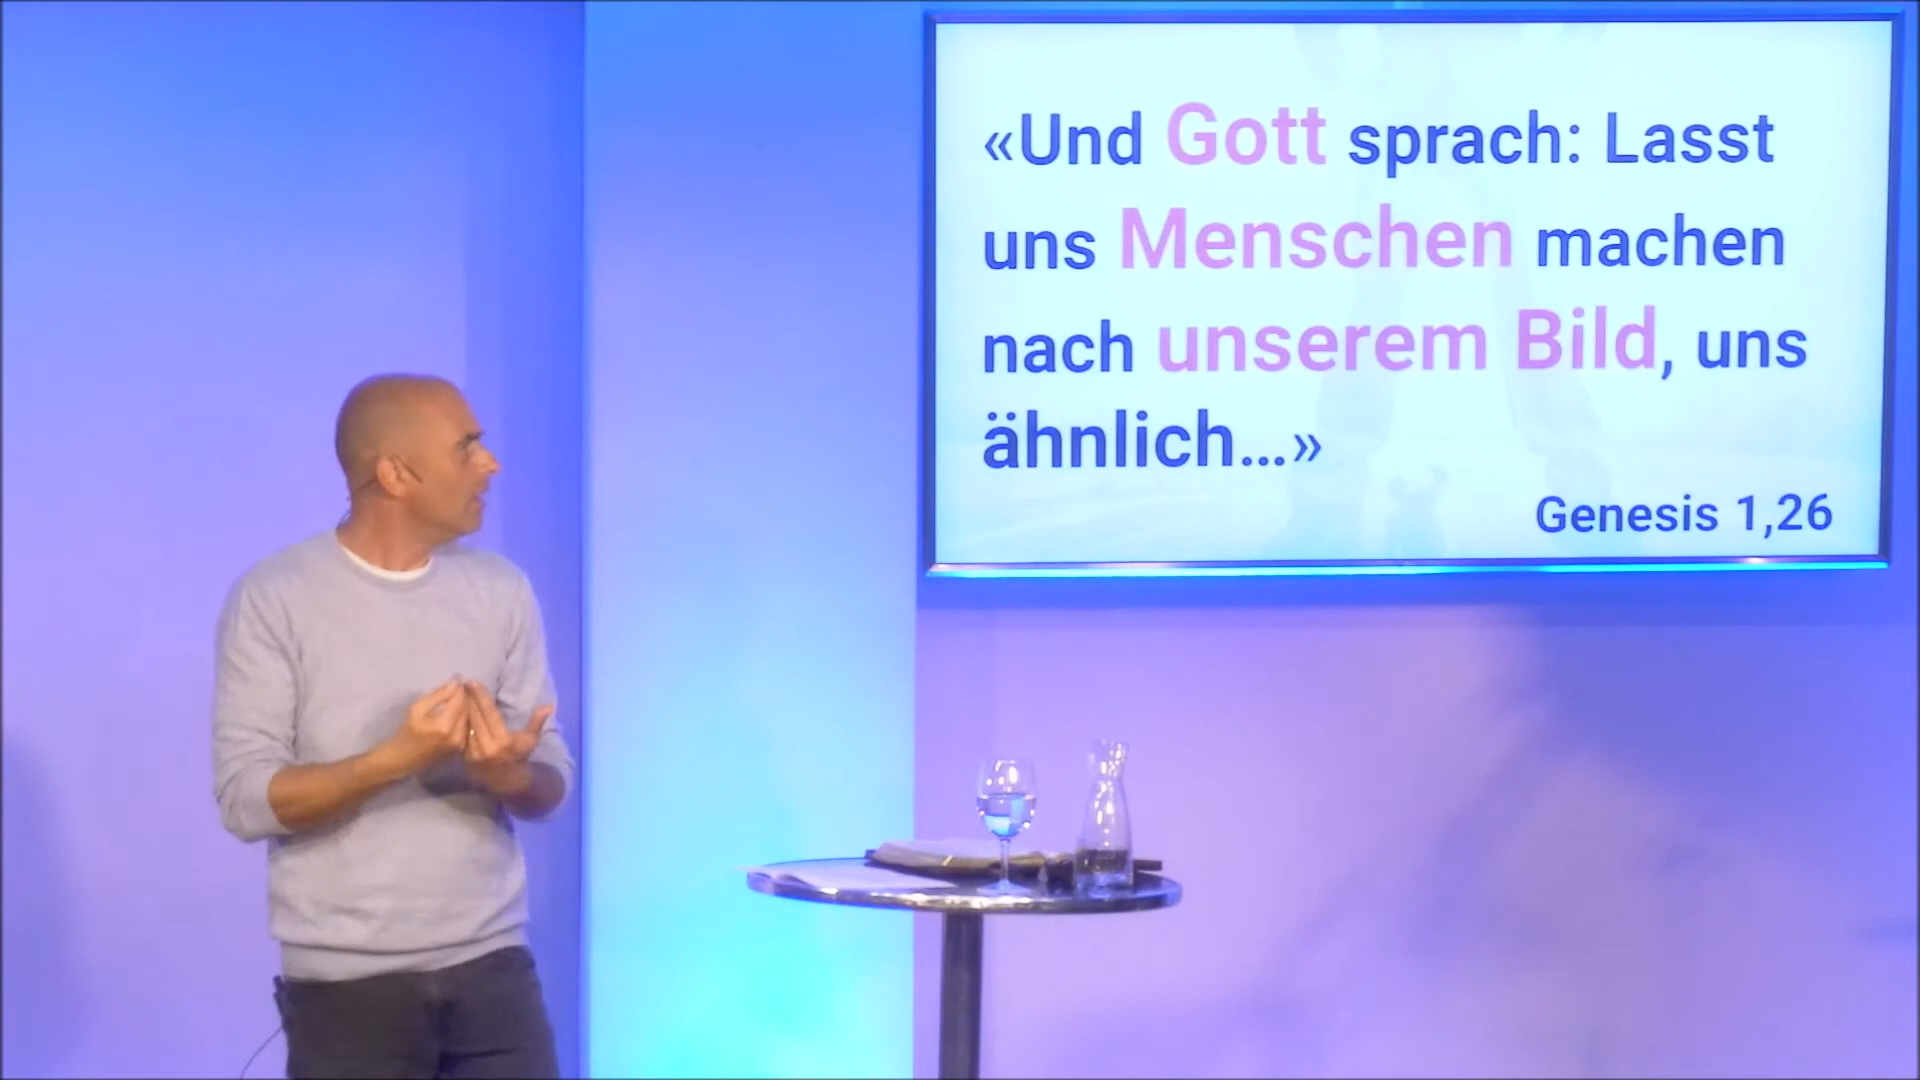 «Und Gott sprach: Lasst
uns Menschen machen
nach unserem Bild, uns
ähnlich...»
Genesis 1,26